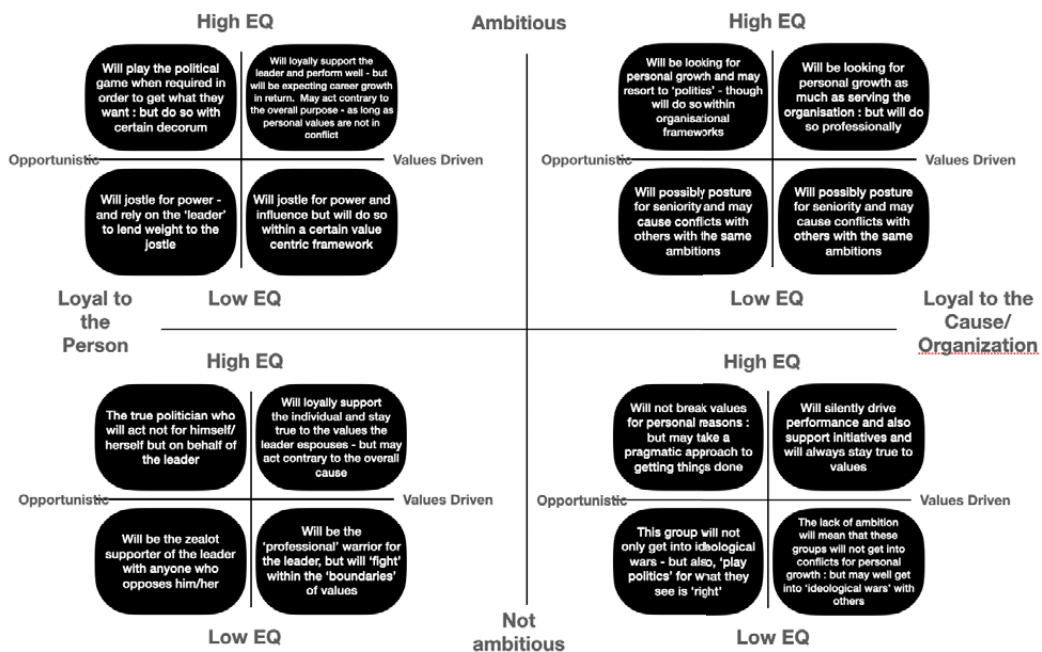 High EQ
Ambitious
High EQ
Will play the political
game when required in
order to get what they
want : but do so with
certain decorum
Will loyally support the
leader and perform well - but
will be expecting career growth
in return. May act contrary to
the overall purpose - as long as
personal values are not in
conflict
Will be looking for
personal growth and may
resort to 'politics' - though
will do so within
organisational
frameworks
Will be looking for
personal growth as
much as serving the
organisation : but will do
so professionally
Opportunistic
Values Driven
Opportunistic
Values Driven
Will jostle for power -
and rely on the 'leader'
to lend weight to the
jostle
Will jostle for power and
influence but will do so
within a certain value
centric framework
Will possibly posture
for seniority and may
cause conflicts with
others with the same
ambitions
Will possibly posture
for seniority and may
cause conflicts with
others with the same
ambitions
Low EQ
Low EQ
Loyal to
the
Person
Loyal to the
Cause/
Organization
High EQ
High EQ
The true politician who
will act not for himself/
herself but on behalf of
the leader
Will loyally support
the individual and stay
true to the values the
leader espouses - but may
act contrary to the overall
cause
Will not break values
for personal reasons :
but may take a
pragmatic approach to
getting things done
Will silently drive
performance and also
support initiatives and
will always stay true to
values
Opportunistic
Values Driven
Opportunistic
Values Driven
Will be the zealot
supporter of the leader
with anyone who
opposes him/her
Will be the
'professional' warrior for
the leader, but will 'fight'
within the 'boundaries'
of values
This group will not
only get into ideological
wars - but also, 'play
politics' for what they
see is 'right'
The lack of ambition
will mean that these
groups will not get into
conflicts for personal
growth : but may well get
into 'ideological wars' with
others
Low EQ
Not
ambitious
Low EQ